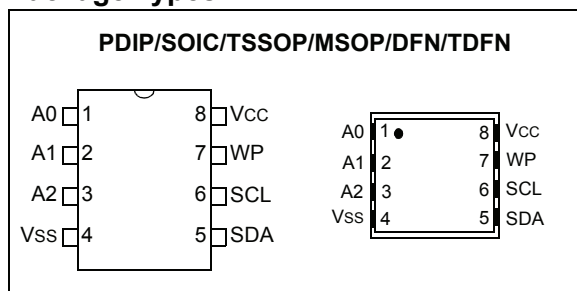 PDIP/SOIC/TSSOP/MSOP/DFN/TDFN
A0 1 8 VCC
A1 2 7 WP
A2 3 6 SCL
VSS 4 5 SDA
A0 1 8 VCC
A1 2 7 WP
A2 3 6 SCL
VSS 4 5 SDA